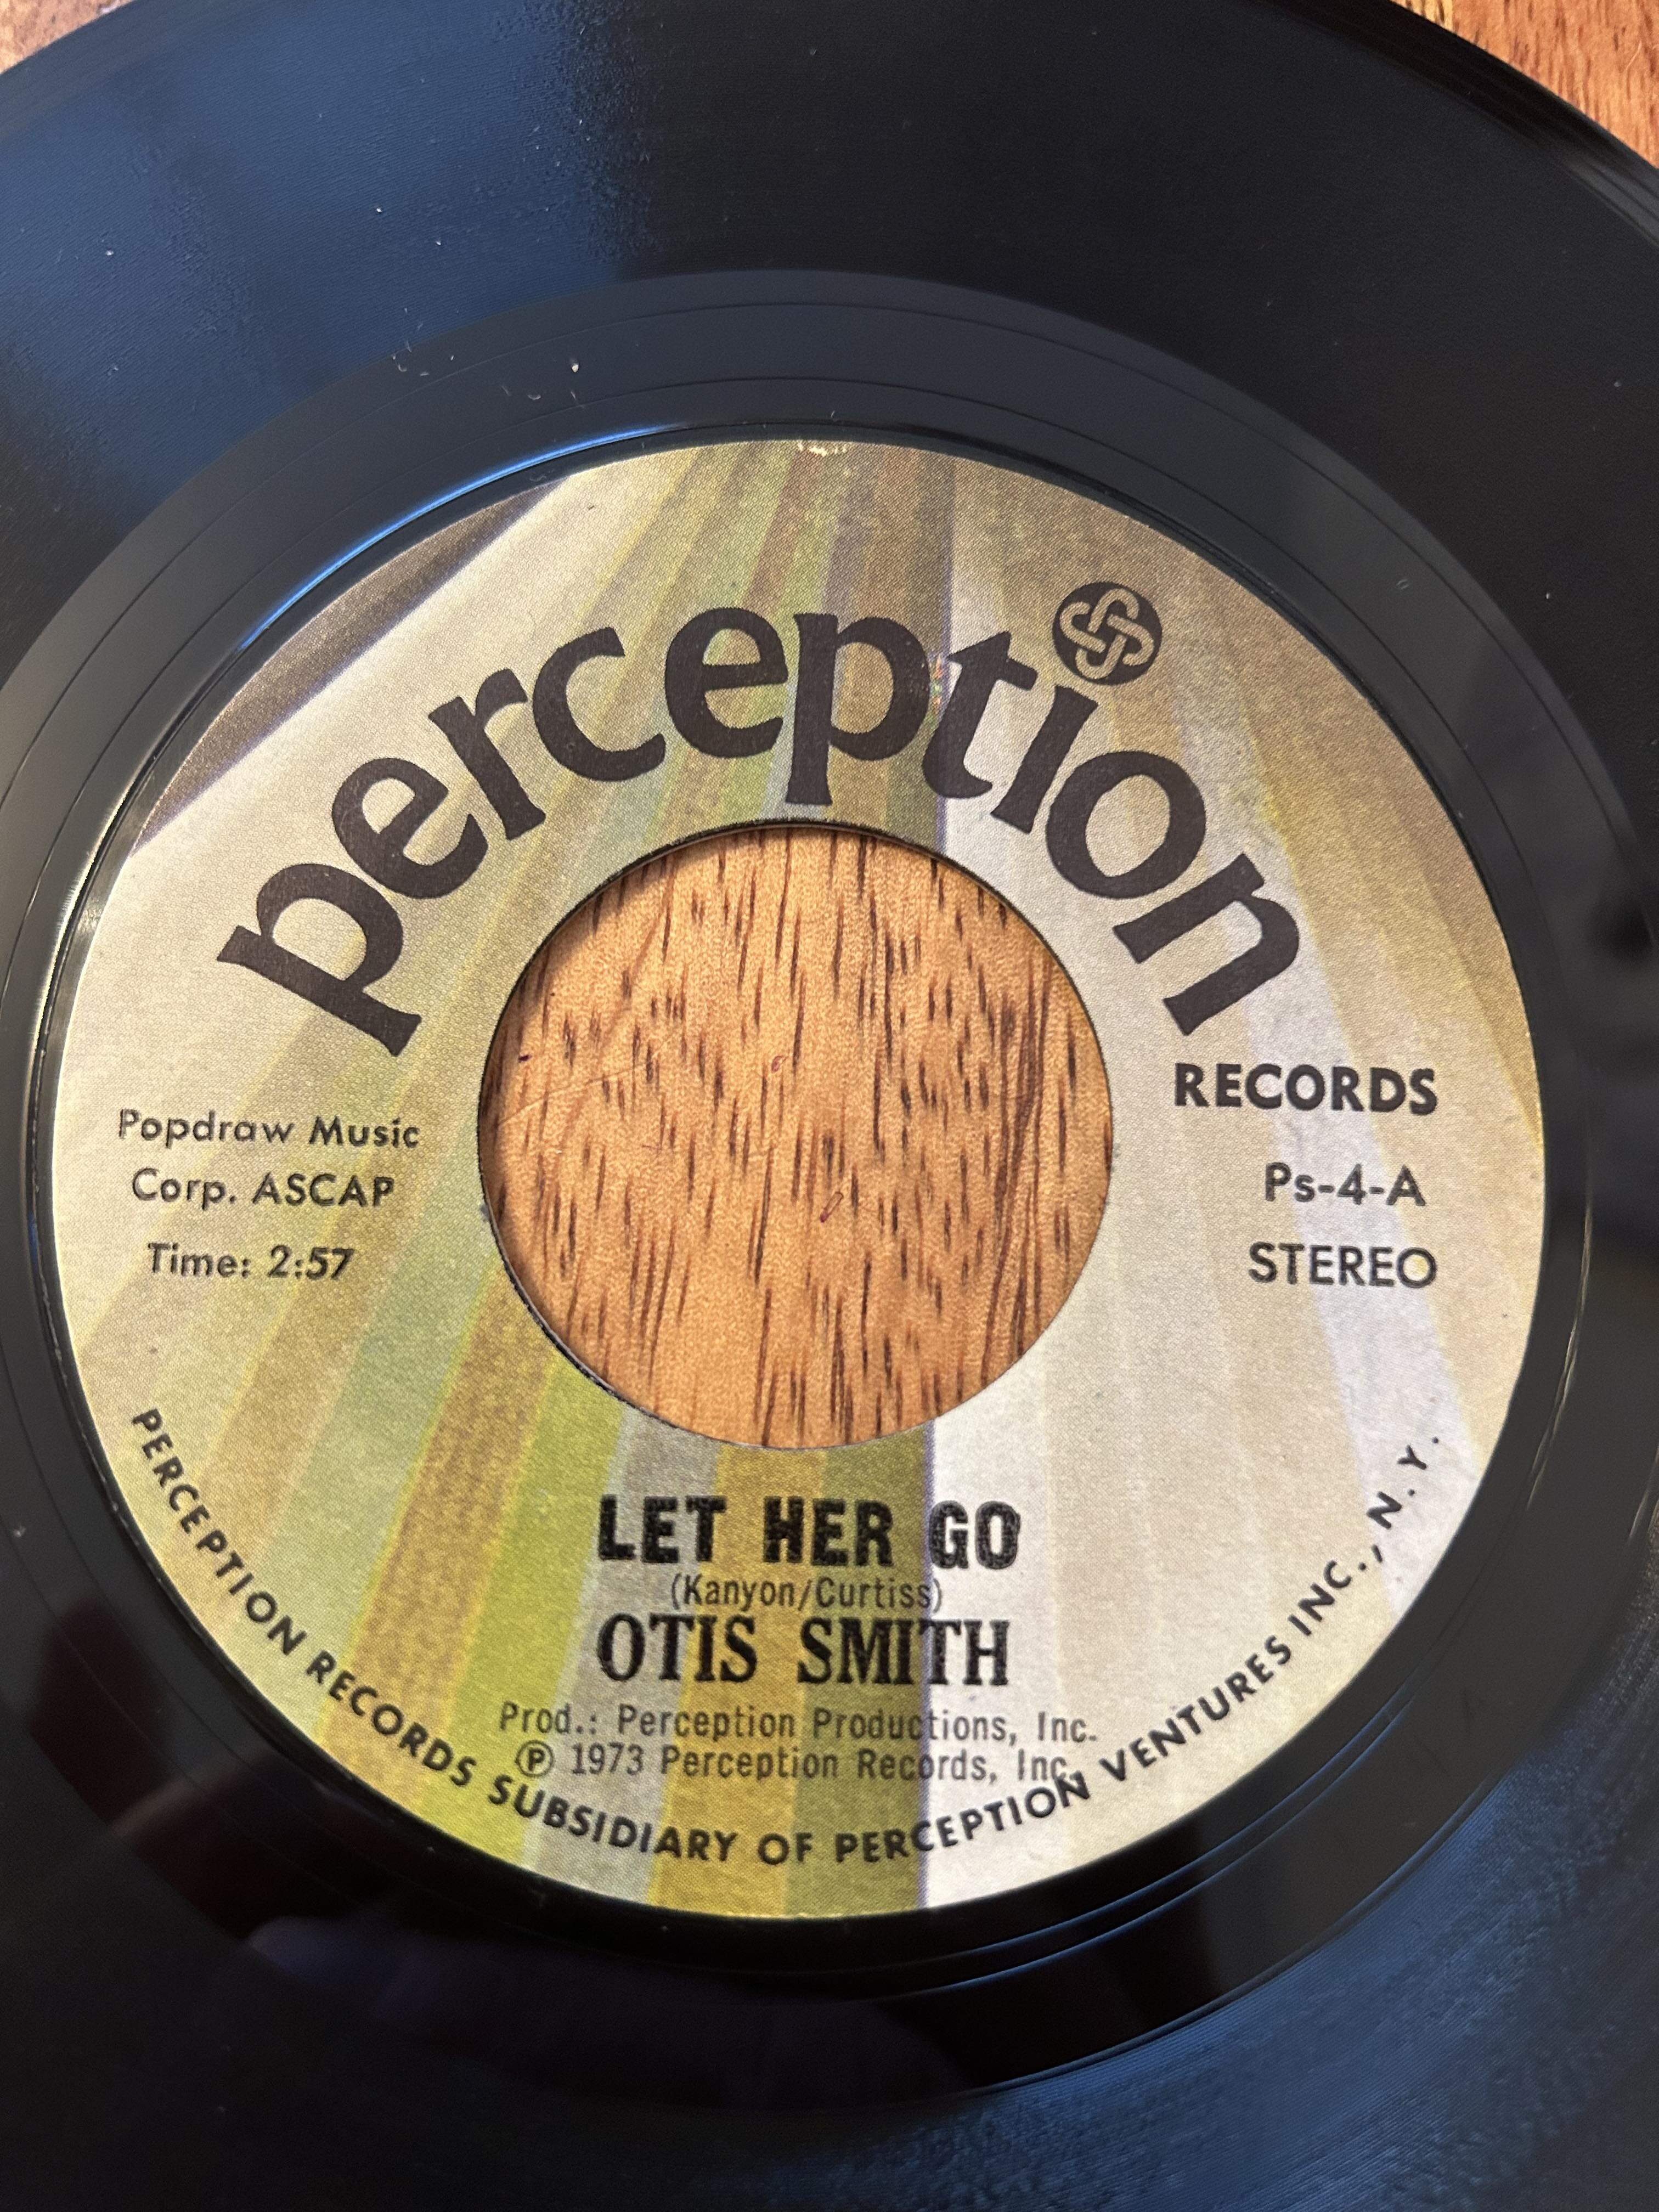 perception
RECORDS
Popdraw Music
Corp. ASCAP
Time: 2:57
Ps-4-A
STEREO
LET HER GO
(Kanyon/Curtiss)
OTIS SMITH
Prod.: Perception Productions, Inc.
Ⓟ 1973 Perception Records, Inc.
PERCEPTION RECORDS SUBSIDIARY OF PERCEPTION VENTURES INC., N.Y.